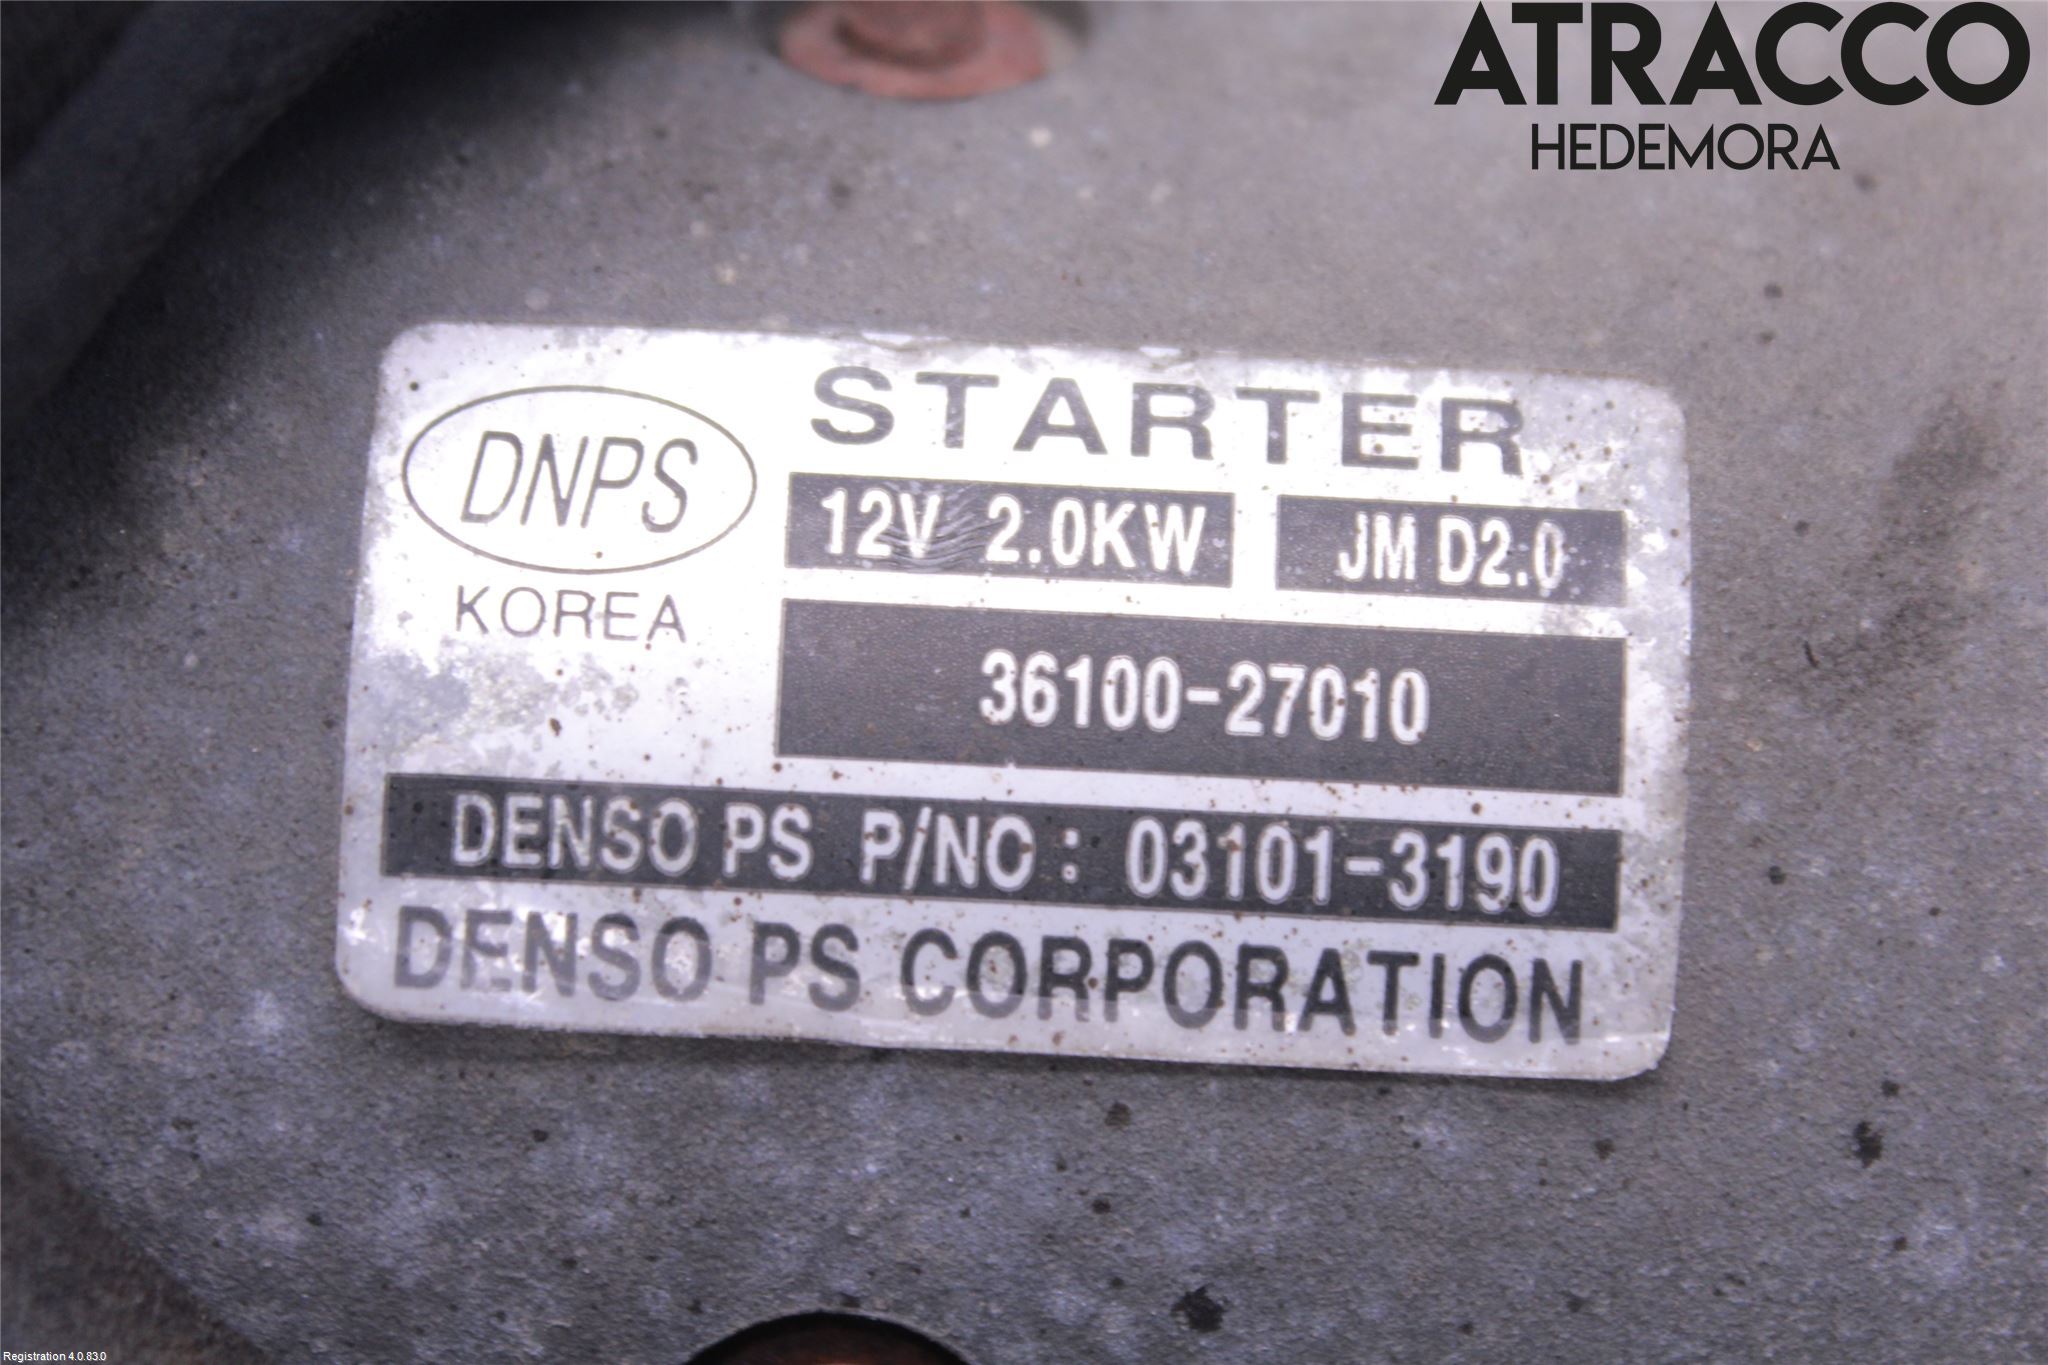 ATRACCO
HEDEMORA
STARTER
DNPS
KOREA
12V 2.0KW
JM D2.0
36100-27010
DENSO PS P/NO : 03101-3190
DENSO PS CORPORATION
Registration 4.0.83.0